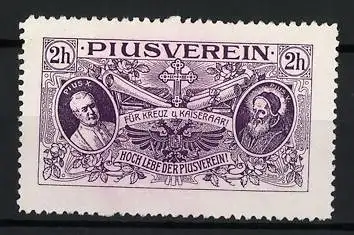 2h ·PIUSVEREIN· 2h
PIUS X.
FÜR KREUZ U. KAISERAAR!
HOCH LEBE DER PIUSVEREIN!